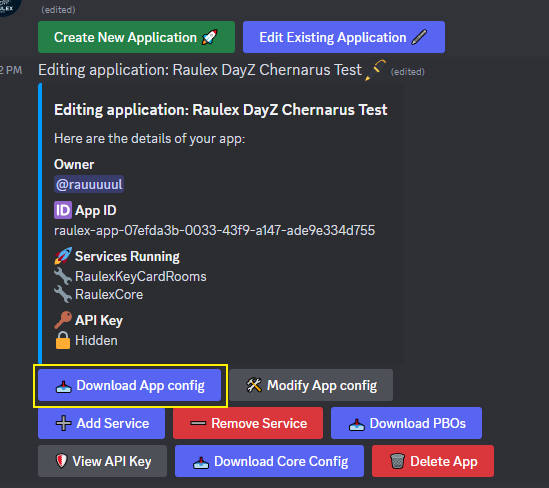 (edited)
Create New Application
Edit Existing Application
2 PM
Editing application: Raulex DayZ Chernarus Test (edited)
Editing application: Raulex DayZ Chernarus Test
Here are the details of your app:
Owner
@rauuuuul
ID App ID
raulex-app-07efda3b-0033-43f9-a147-ade9e334d755
Services Running
RaulexKeyCardRooms
RaulexCore
API Key
Hidden
Download App config
Modify App config
Add Service
Remove Service
Download PBOs
View API Key
Download Core Config
Delete App